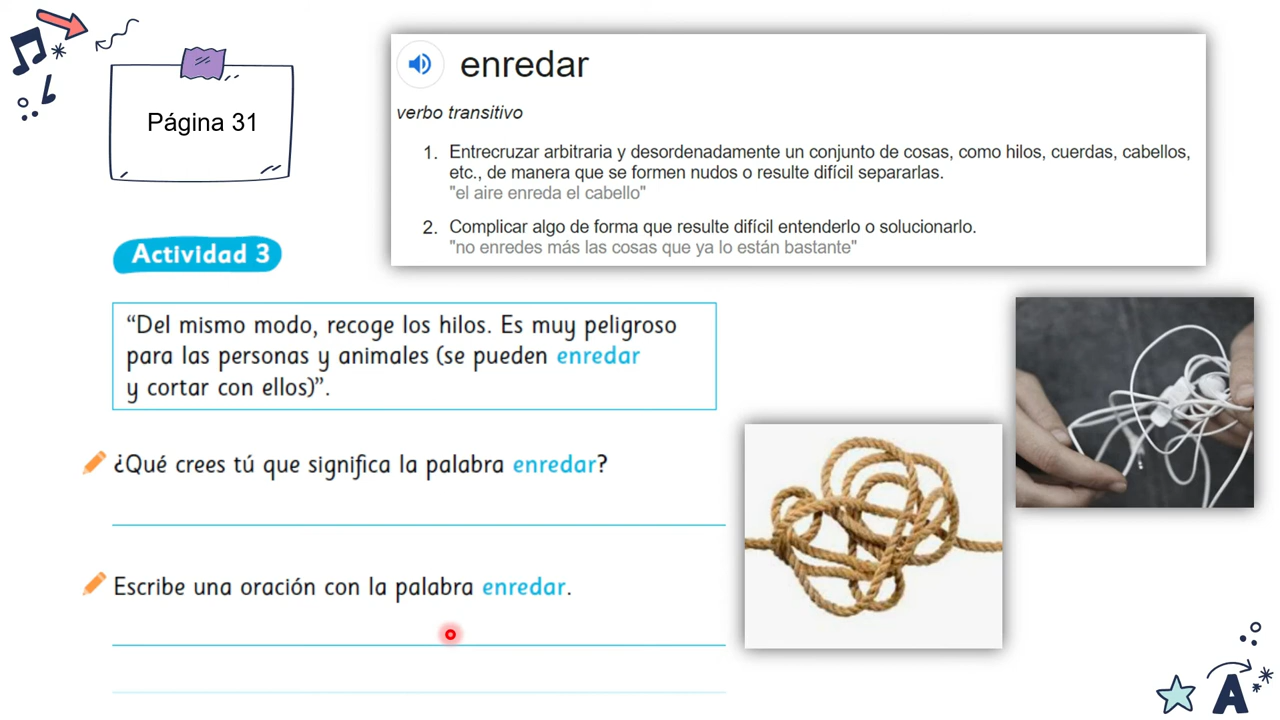 Página 31
enredar
verbo transitivo
1. Entrecruzar arbitraria y desordenadamente un conjunto de cosas, como hilos, cuerdas, cabellos,
etc., de manera que se formen nudos o resulte difícil separarlas.
"el aire enreda el cabello"
2. Complicar algo de forma que resulte difícil entenderlo o solucionarlo.
"no enredes más las cosas que ya lo están bastante"
Actividad 3
“Del mismo modo, recoge los hilos. Es muy peligroso
para las personas y animales (se pueden enredar
y cortar con ellos)”.
¿Qué crees tú que significa la palabra enredar?
Escribe una oración con la palabra enredar.
A